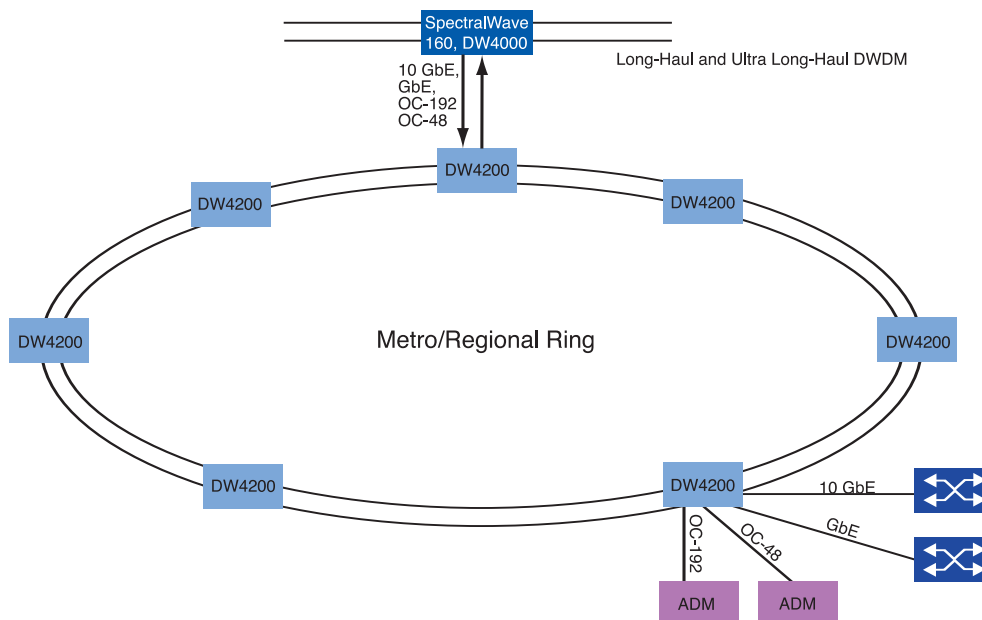 SpectralWave
160, DW4000
Long-Haul and Ultra Long-Haul DWDM
10 GbE,
GbE,
OC-192
OC-48
DW4200
DW4200
DW4200
DW4200
Metro/Regional Ring
DW4200
DW4200
DW4200
10 GbE
GbE
OC-192
OC-48
ADM
ADM